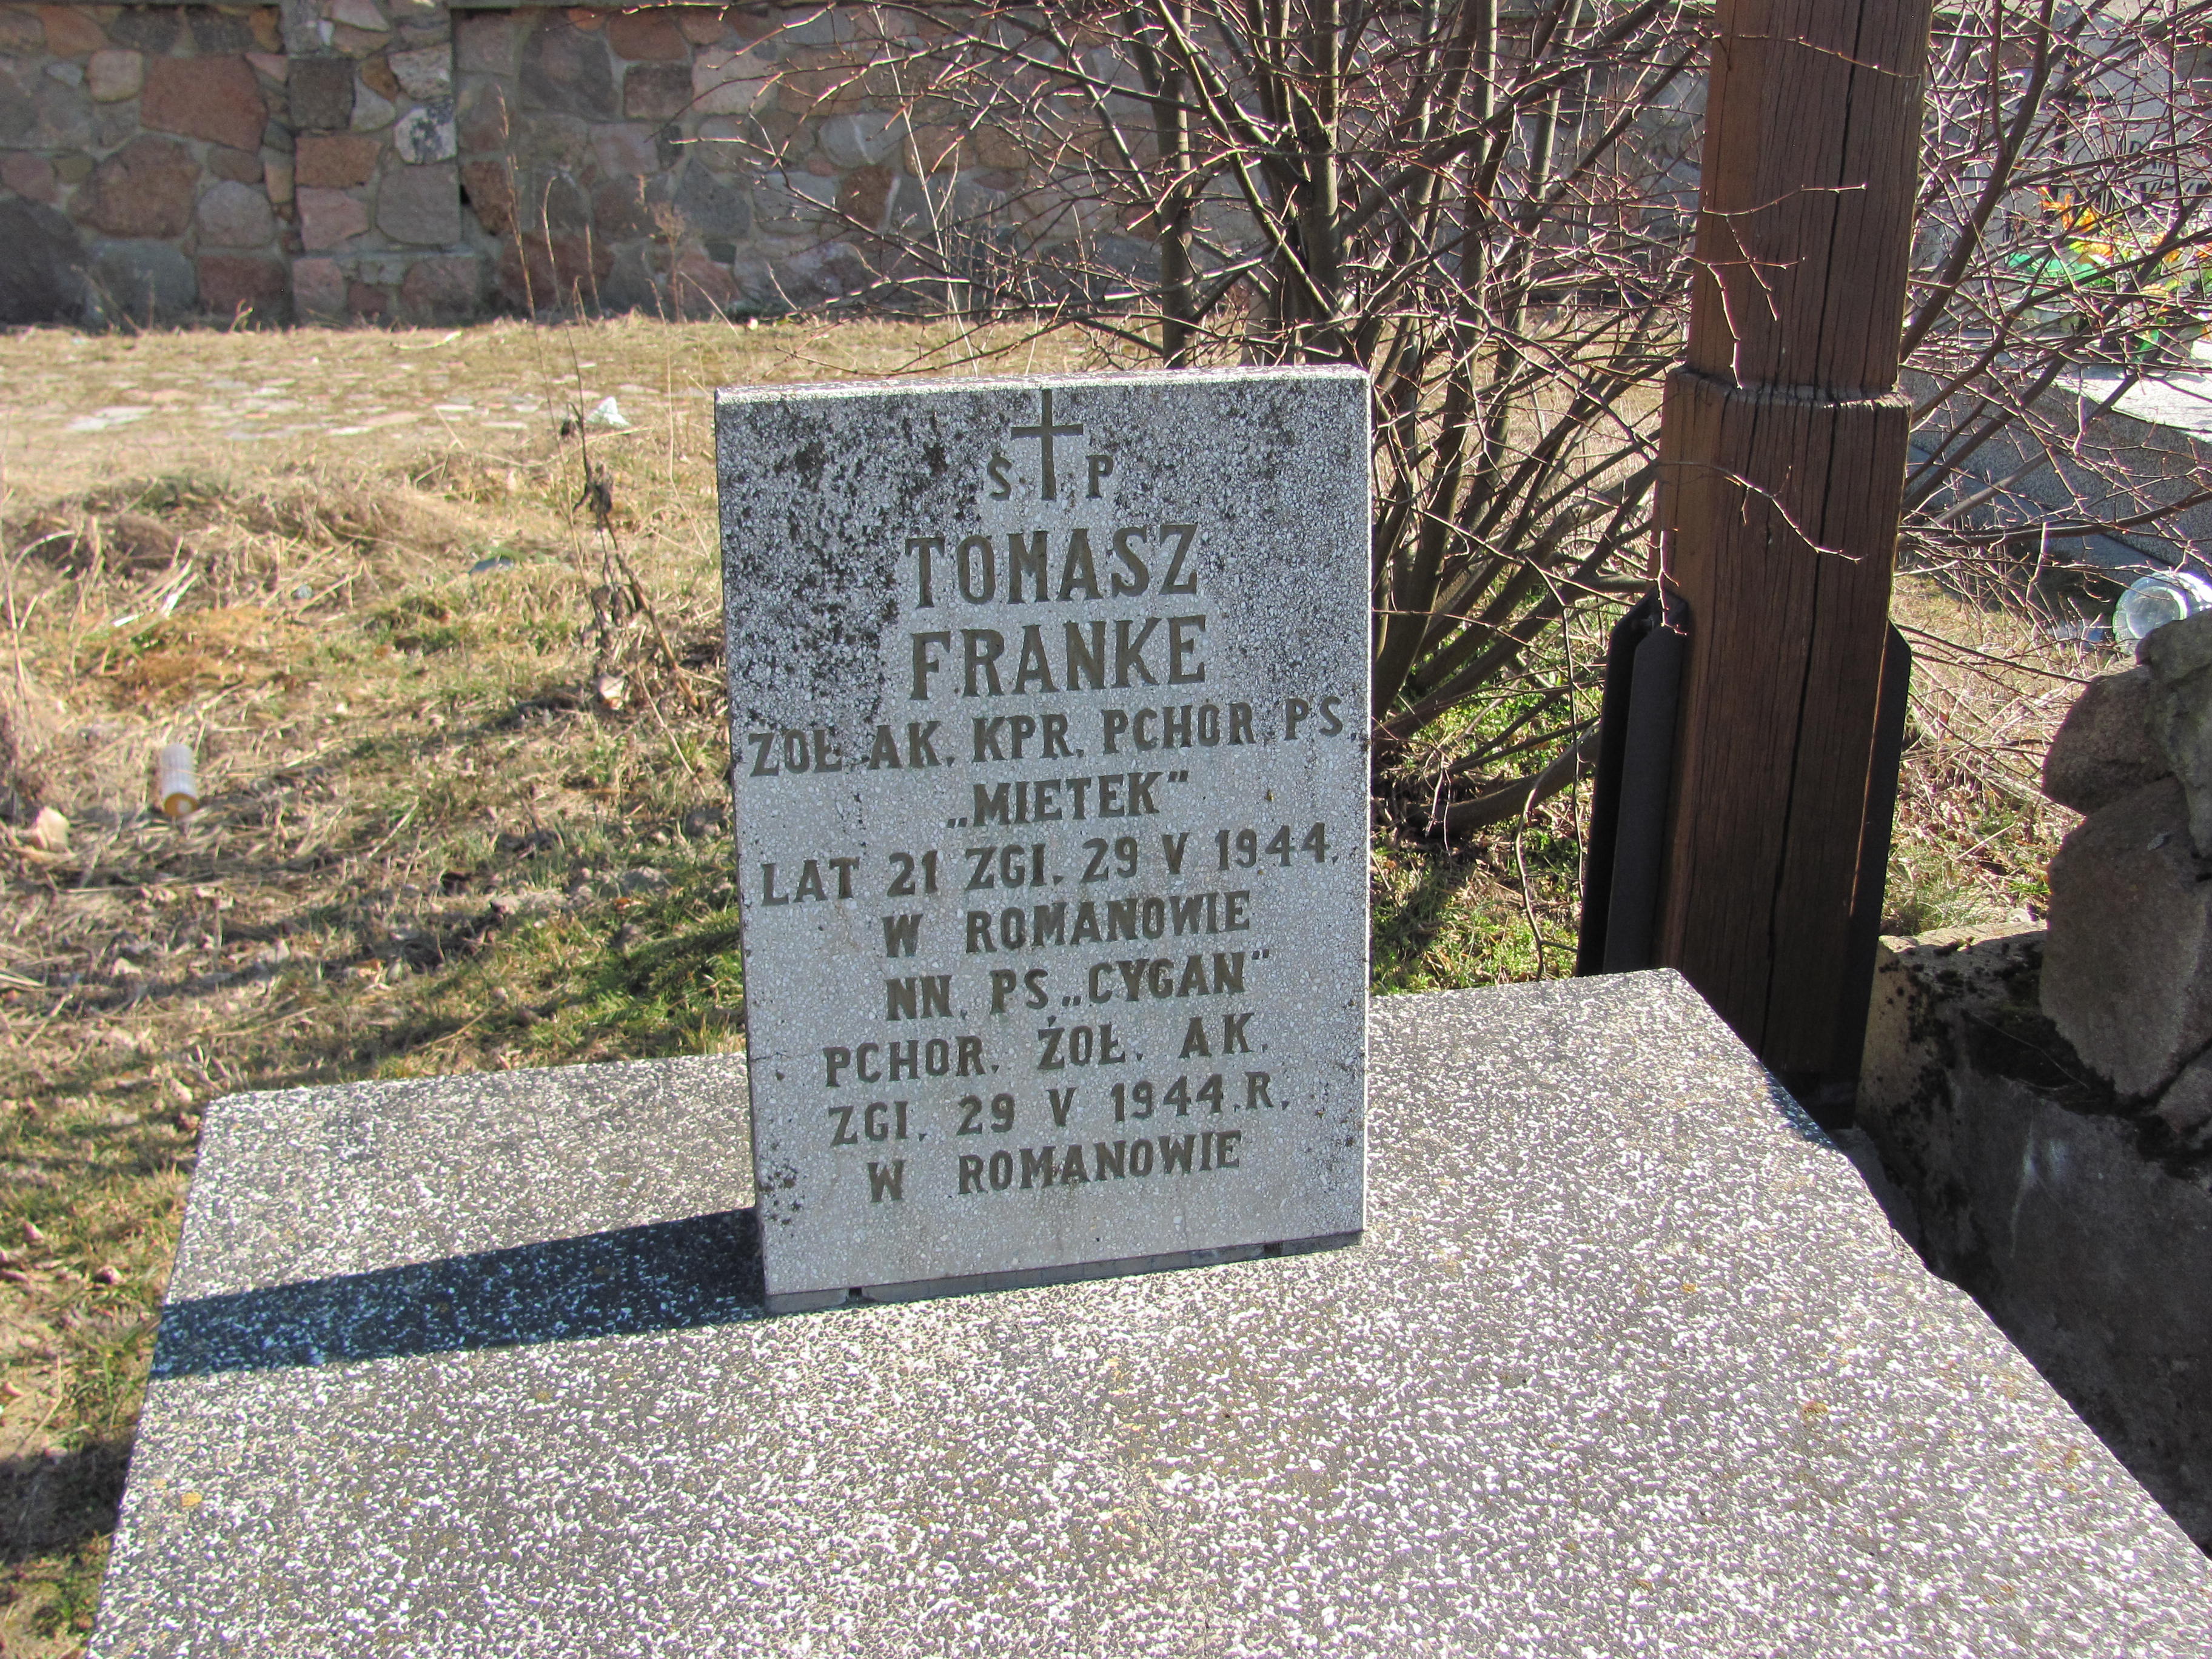 Ś P
TOMASZ
FRANKE
ŻOŁ. AK. KPR. PCHOR PS.
„MIETEK”
LAT 21 ZGI. 29 V 1944.
W ROMANOWIE
NN. PS. „CYGAN”
PCHOR. ŻOŁ. AK.
ZGI. 29 V 1944.R.
W ROMANOWIE